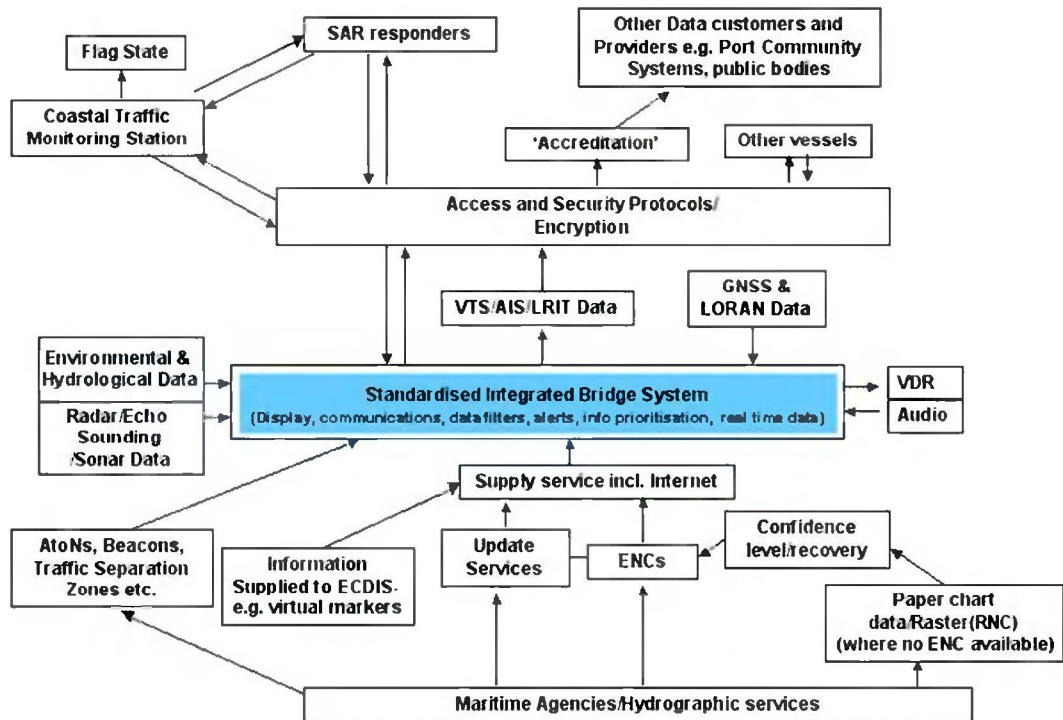 SAR responders
Other Data customers and
Providers e.g. Port Community
Systems, public bodies
Flag State
Coastal Traffic
Monitoring Station
'Accreditation'
Other vessels
Access and Security Protocols/
Encryption
VTS/AIS/LRIT Data
GNSS &
LORAN Data
Environmental &
Hydrological Data
Radar/Echo
Sounding
/Sonar Data
Standardised Integrated Bridge System
(Display, communications, data filters, alerts, info prioritisation, real time data)
VDR
Audio
Supply service incl. Internet
AtoNs, Beacons,
Traffic Separation
Zones etc.
Information
Supplied to ECDIS-
e.g. virtual markers
Update
Services
ENCs
Confidence
level/recovery
Paper chart
data/Raster(RNC)
(where no ENC available)
Maritime Agencies/Hydrographic services